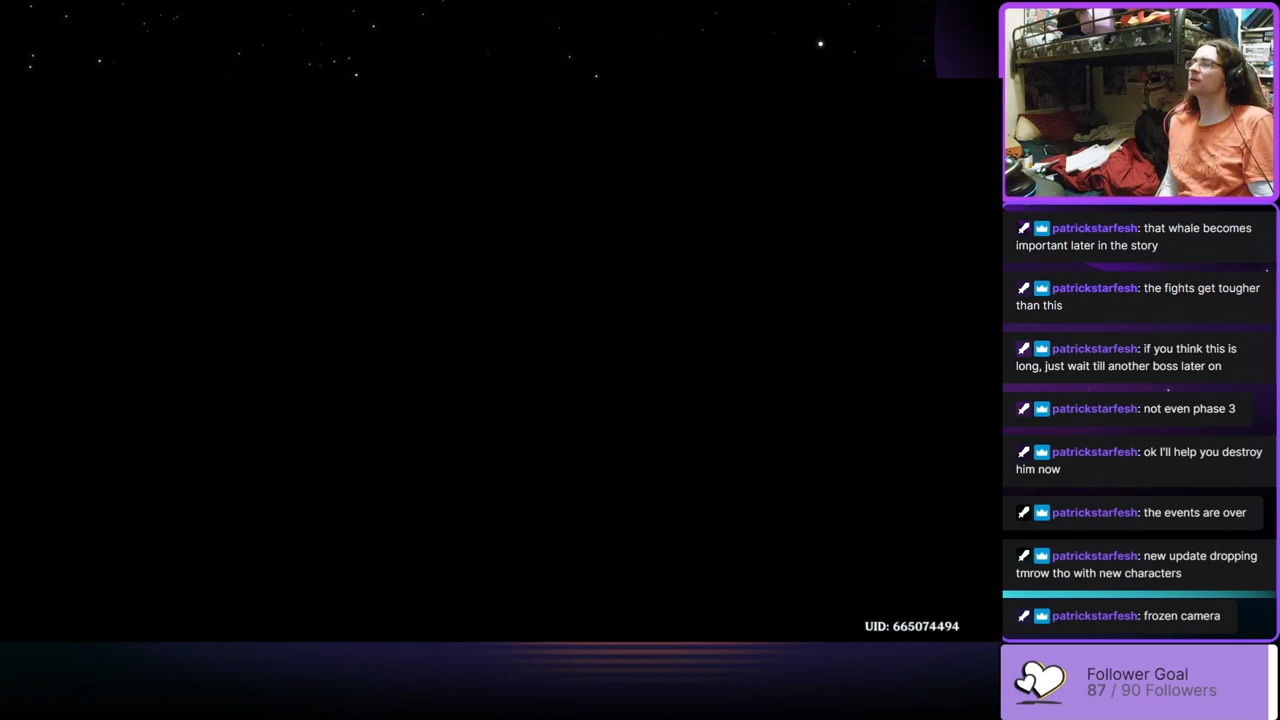 patrickstarfesh: that whale becomes
important later in the story
patrickstarfesh: the fights get tougher
than this
patrickstarfesh: if you think this is
long, just wait till another boss later on
patrickstarfesh: not even phase 3
patrickstarfesh: ok I'll help you destroy
him now
patrickstarfesh: the events are over
patrickstarfesh: new update dropping
tmrow tho with new characters
patrickstarfesh: frozen camera
UID: 665074494
Follower Goal
87 / 90 Followers